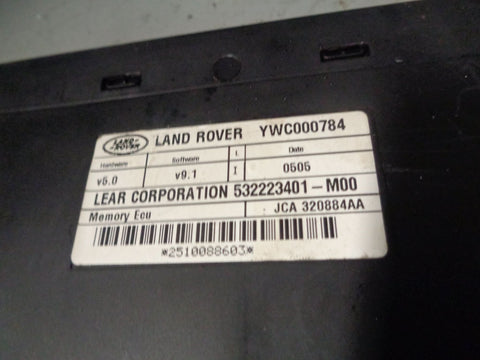 LAND ROVER LAND ROVER YWC000784
Hardware Software L Date
v5.0 v9.1 I 0505
LEAR CORPORATION 532223401-M00
Memory Ecu JCA 320884AA
*2510088603*